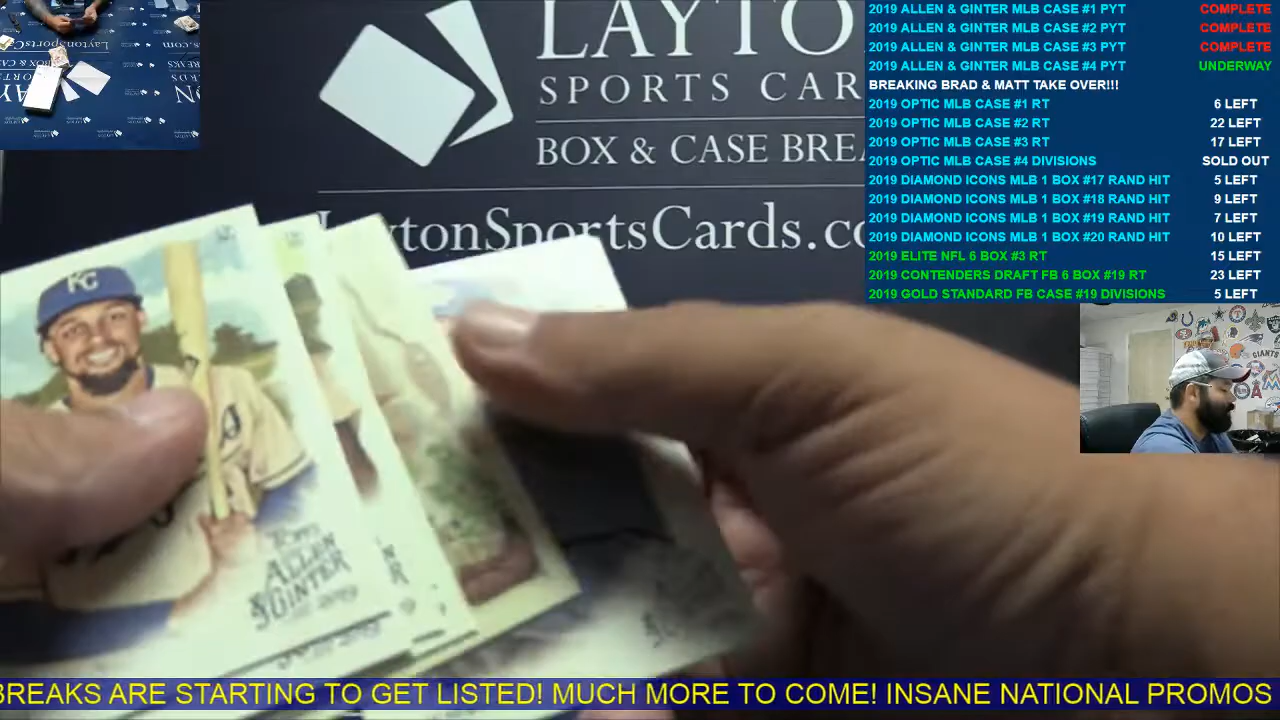 LAYTO
SPORTS CAR
BOX & CASE BREA
LaytonSportsCards.co
2019 ALLEN & GINTER MLB CASE #1 PYT COMPLETE
2019 ALLEN & GINTER MLB CASE #2 PYT COMPLETE
2019 ALLEN & GINTER MLB CASE #3 PYT COMPLETE
2019 ALLEN & GINTER MLB CASE #4 PYT UNDERWAY
BREAKING BRAD & MATT TAKE OVER!!!
2019 OPTIC MLB CASE #1 RT 6 LEFT
2019 OPTIC MLB CASE #2 RT 22 LEFT
2019 OPTIC MLB CASE #3 RT 17 LEFT
2019 OPTIC MLB CASE #4 DIVISIONS SOLD OUT
2019 DIAMOND ICONS MLB 1 BOX #17 RAND HIT 5 LEFT
2019 DIAMOND ICONS MLB 1 BOX #18 RAND HIT 9 LEFT
2019 DIAMOND ICONS MLB 1 BOX #19 RAND HIT 7 LEFT
2019 DIAMOND ICONS MLB 1 BOX #20 RAND HIT 10 LEFT
2019 ELITE NFL 6 BOX #3 RT 15 LEFT
2019 CONTENDERS DRAFT FB 6 BOX #19 RT 23 LEFT
2019 GOLD STANDARD FB CASE #19 DIVISIONS 5 LEFT
KC
Topps
ALLEN
& GINTER
GIANTS
BREAKS ARE STARTING TO GET LISTED! MUCH MORE TO COME! INSANE NATIONAL PROMOS